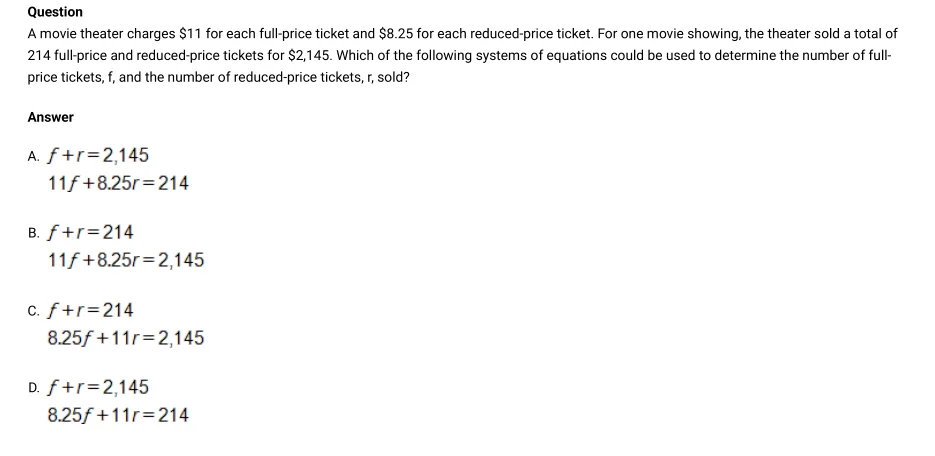 Question
A movie theater charges $11 for each full-price ticket and $8.25 for each reduced-price ticket. For one movie showing, the theater sold a total of
214 full-price and reduced-price tickets for $2,145. Which of the following systems of equations could be used to determine the number of full-
price tickets, f, and the number of reduced-price tickets, r, sold?
Answer
A. f+r=2,145
11f+8.25r=214
B. f+r=214
11f+8.25r=2,145
C. f+r=214
8.25f+11r=2,145
D. f+r=2,145
8.25f+11r=214